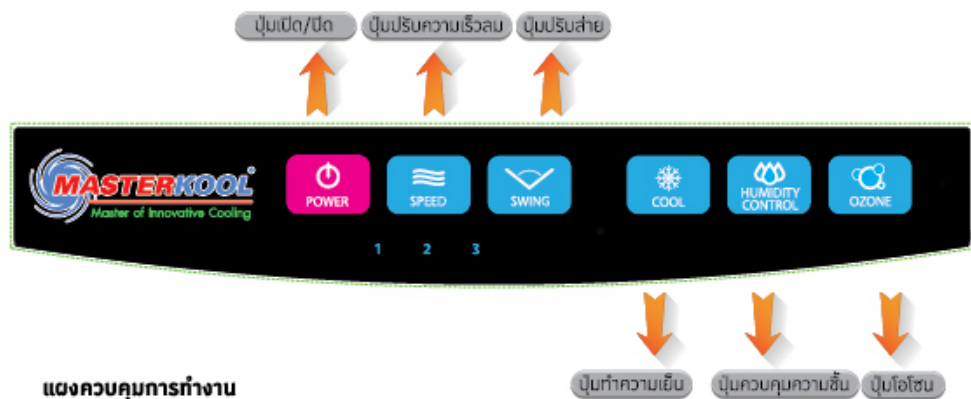 ปุ่มเปิด/ปิด ปุ่มปรับความเร็วลม ปุ่มปรับส่าย
MASTERKOOL®
Master of Innovative Cooling
POWER SPEED SWING COOL HUMIDITY CONTROL OZONE
1 2 3
ปุ่มทำความเย็น ปุ่มควบคุมความชื้น ปุ่มโอโซน
แผงควบคุมการทำงาน